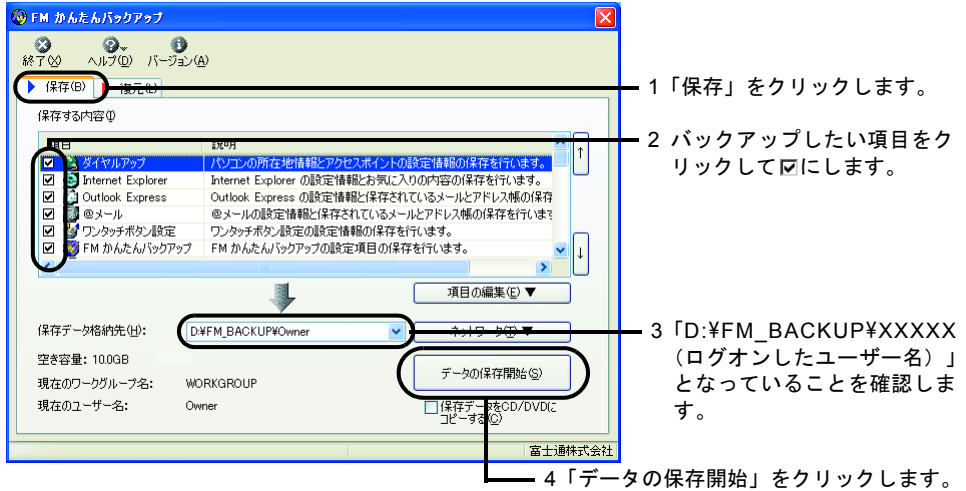 FM かんたんバックアップ
終了(X) ヘルプ(D) バージョン(A)
保存(B) 復元(L)
保存する内容(I)
項目 説明
ダイヤルアップ パソコンの所在地情報とアクセスポイントの設定情報の保存を行います。
Internet Explorer Internet Explorer の設定情報とお気に入りの内容の保存を行います。
Outlook Express Outlook Express の設定情報と保存されているメールとアドレス帳の保存
@メール @メールの設定情報と保存されているメールとアドレス帳の保存を行いま
ワンタッチボタン設定 ワンタッチボタン設定の設定情報の保存を行います。
FM かんたんバックアップ FM かんたんバックアップの設定項目の保存を行います。
↑
↓
項目の編集(E) ▼
保存データ格納先(H): D:¥FM_BACKUP¥Owner ネットワーク(T) ▼
空き容量: 10.0GB
データの保存開始(S)
現在のワークグループ名: WORKGROUP
現在のユーザー名: Owner
保存データをCD/DVDに
コピーする(C)
富士通株式会社
1「保存」をクリックします。
2 バックアップしたい項目をク
リックして☑にします。
3「D:¥FM_BACKUP¥XXXXX
（ログオンしたユーザー名）」
となっていることを確認しま
す。
4「データの保存開始」をクリックします。